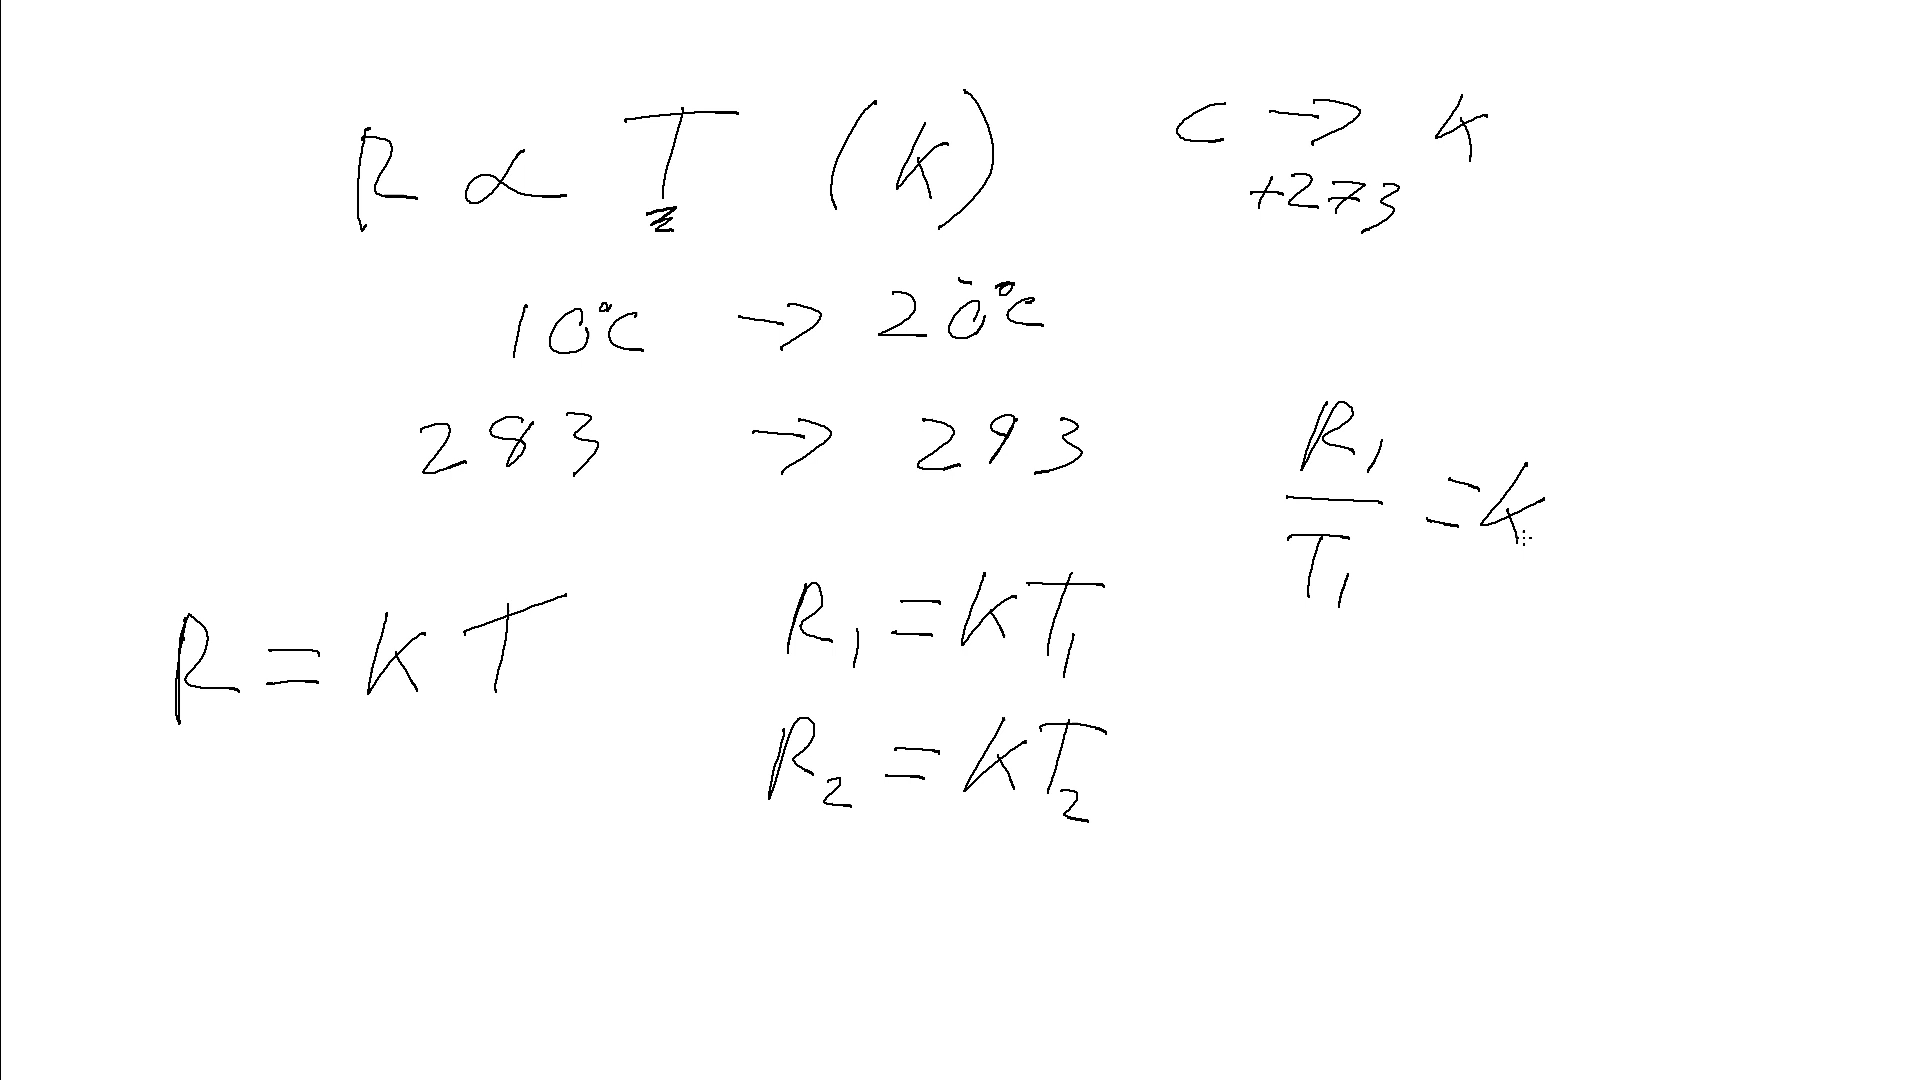 R ∝ T (K) C → K
+273
10°C → 20°C
283 → 293
R₁/T₁ = K
R = KT
R₁ = KT₁
R₂ = KT₂